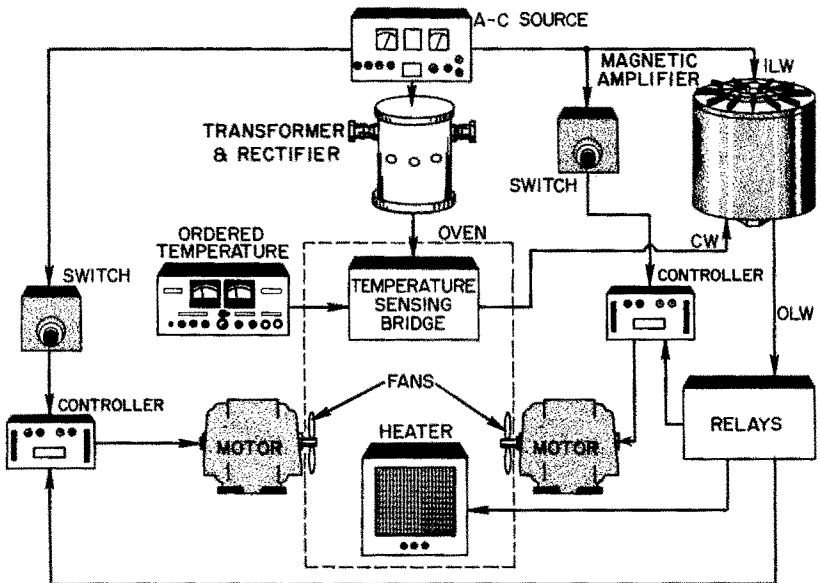 A-C SOURCE
MAGNETIC
AMPLIFIER
ILW
TRANSFORMER
& RECTIFIER
SWITCH
ORDERED
TEMPERATURE
OVEN
CW
SWITCH
TEMPERATURE
SENSING
BRIDGE
CONTROLLER
OLW
CONTROLLER
FANS
RELAYS
MOTOR
HEATER
MOTOR